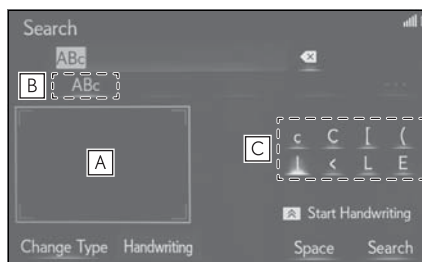 Search
ABc
B ABc
A
C c C [ (
⊥ < L E
Start Handwriting
Change Type Handwriting Space Search